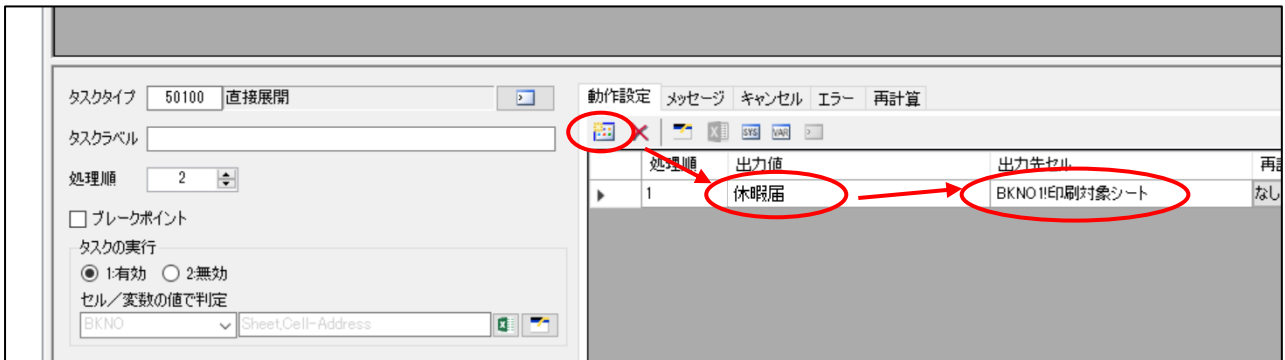 タスクタイプ 50100 直接展開
タスクラベル
処理順 2
ブレークポイント
タスクの実行
1:有効 2:無効
セル／変数の値で判定
BKNO Sheet,Cell-Address
動作設定 メッセージ キャンセル エラー 再計算
SYS VAR
処理順 出力値 出力先セル
1 休暇届 BKNO1!印刷対象シート なし